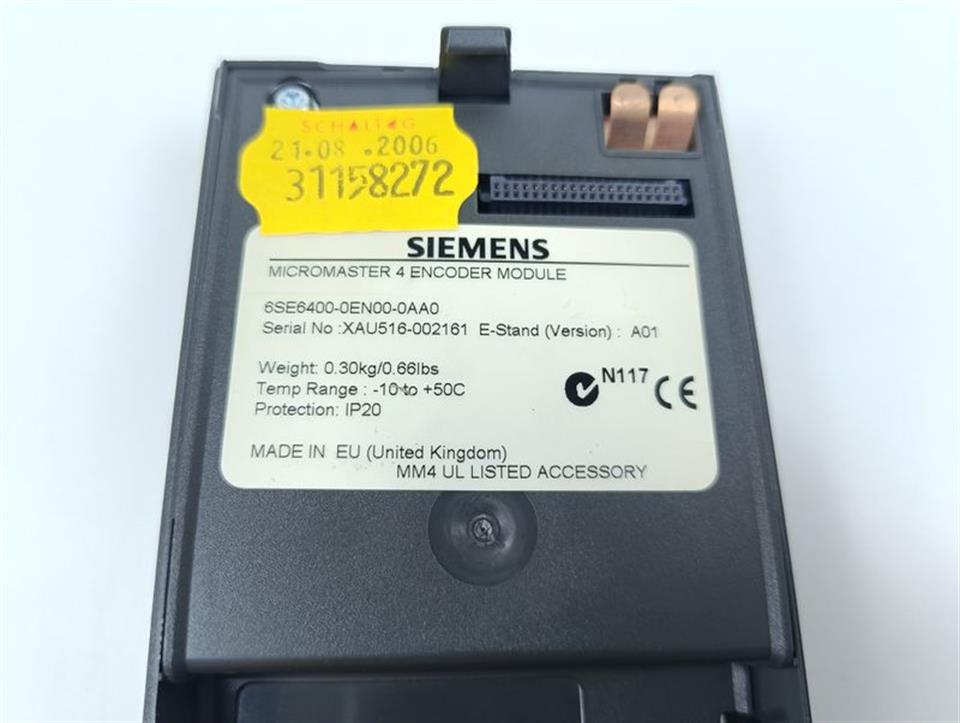 SCHALTAG
21.08.2006
31158272
SIEMENS
MICROMASTER 4 ENCODER MODULE
6SE6400-0EN00-0AA0
Serial No :XAU516-002161 E-Stand (Version) : A01
Weight: 0.30kg/0.66lbs
Temp Range : -10 to +50C
N117 CE
Protection: IP20
MADE IN EU (United Kingdom)
MM4 UL LISTED ACCESSORY